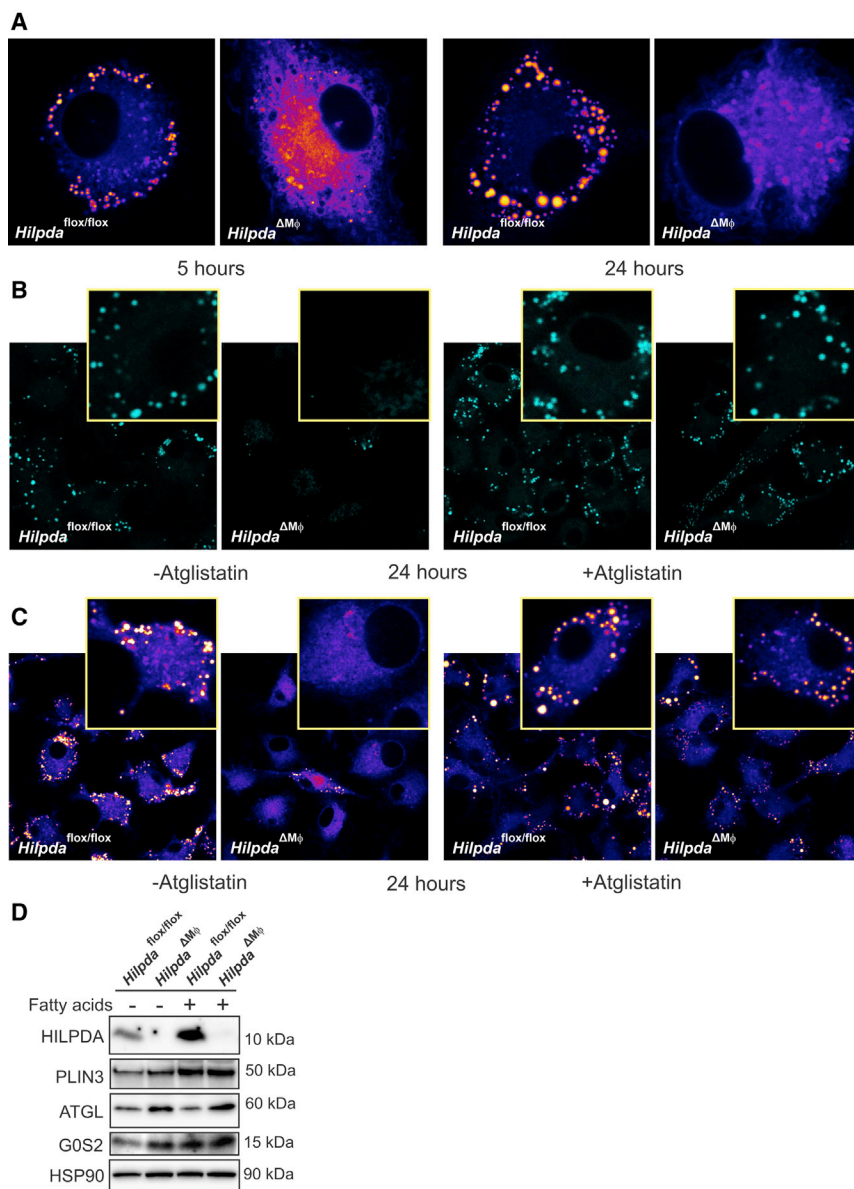 A
Hilpda flox/flox Hilpda ΔMϕ Hilpda flox/flox Hilpda ΔMϕ
5 hours 24 hours
B
Hilpda flox/flox Hilpda ΔMϕ Hilpda flox/flox Hilpda ΔMϕ
-Atglistatin 24 hours +Atglistatin
C
Hilpda flox/flox Hilpda ΔMϕ Hilpda flox/flox Hilpda ΔMϕ
-Atglistatin 24 hours +Atglistatin
D
Hilpda flox/flox Hilpda ΔMϕ Hilpda flox/flox Hilpda ΔMϕ
Fatty acids - - + +
HILPDA 10 kDa
PLIN3 50 kDa
ATGL 60 kDa
G0S2 15 kDa
HSP90 90 kDa